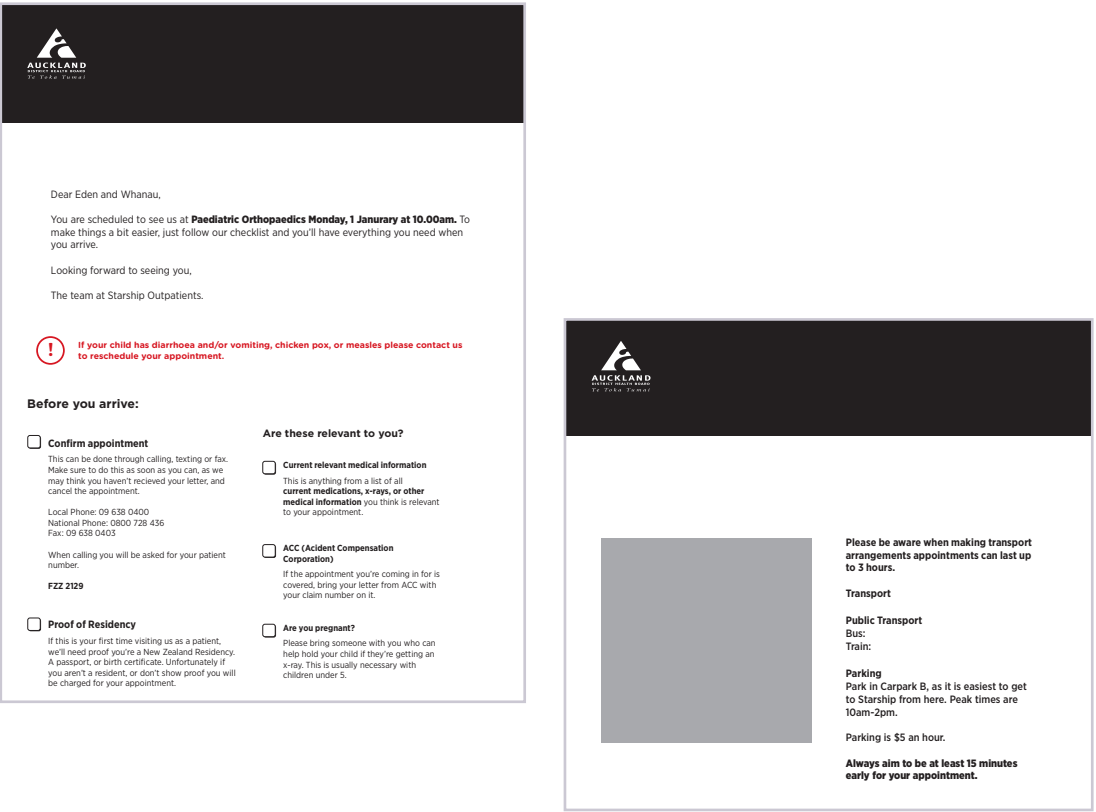 AUCKLAND
DISTRICT HEALTH BOARD
Te Toka Tumai
Dear Eden and Whanau,
You are scheduled to see us at Paediatric Orthopaedics Monday, 1 Janurary at 10.00am. To
make things a bit easier, just follow our checklist and you'll have everything you need when
you arrive.
Looking forward to seeing you,
The team at Starship Outpatients.
!
If your child has diarrhoea and/or vomiting, chicken pox, or measles please contact us
to reschedule your appointment.
Before you arrive:
Confirm appointment
This can be done through calling, texting or fax.
Make sure to do this as soon as you can, as we
may think you haven't recieved your letter, and
cancel the appointment.
Local Phone: 09 638 0400
National Phone: 0800 728 436
Fax: 09 638 0403
When calling you will be asked for your patient
number.
FZZ 2129
Proof of Residency
If this is your first time visiting us as a patient,
we'll need proof you're a New Zealand Residency.
A passport, or birth certificate. Unfortunately if
you aren't a resident, or don't show proof you will
be charged for your appointment.
Are these relevant to you?
Current relevant medical information
This is anything from a list of all
current medications, x-rays, or other
medical information you think is relevant
to your appointment.
ACC (Acident Compensation
Corporation)
If the appointment you're coming in for is
covered, bring your letter from ACC with
your claim number on it.
Are you pregnant?
Please bring someone with you who can
help hold your child if they're getting an
x-ray. This is usually necessary with
children under 5.
AUCKLAND
DISTRICT HEALTH BOARD
Te Toka Tumai
Please be aware when making transport
arrangements appointments can last up
to 3 hours.
Transport
Public Transport
Bus:
Train:
Parking
Park in Carpark B, as it is easiest to get
to Starship from here. Peak times are
10am-2pm.
Parking is $5 an hour.
Always aim to be at least 15 minutes
early for your appointment.